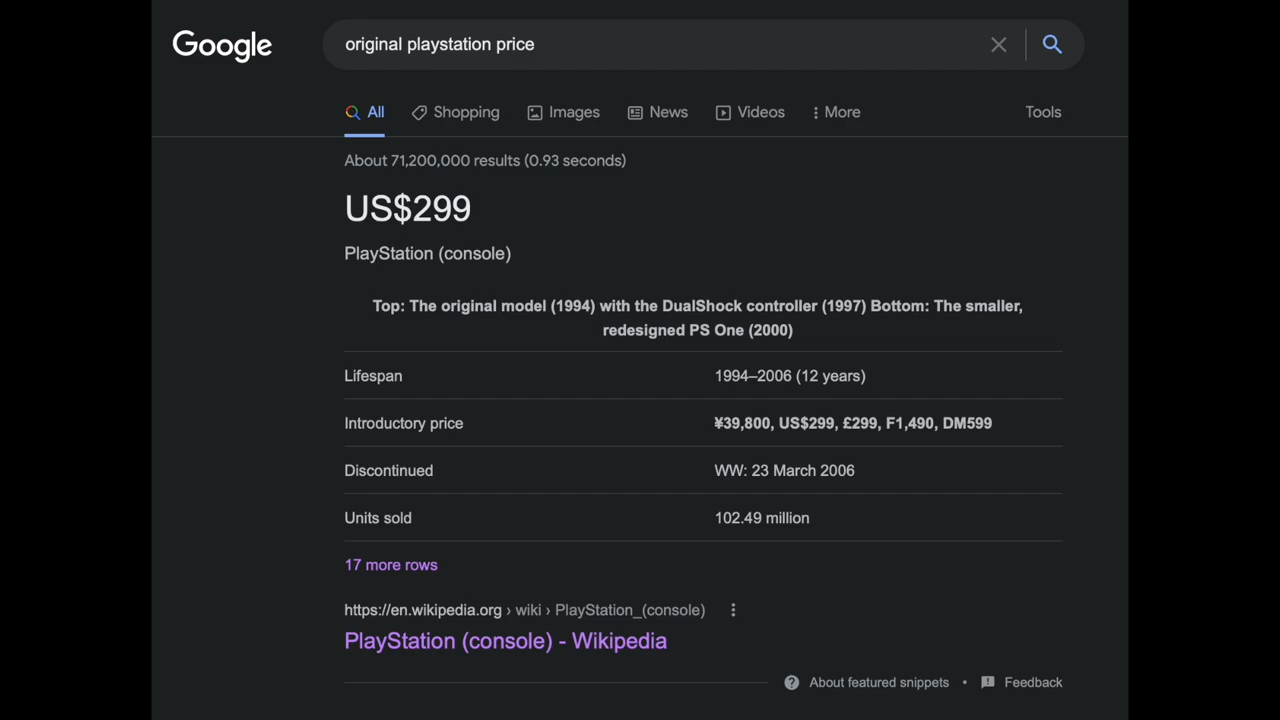 Google
original playstation price
All Shopping Images News Videos More Tools
About 71,200,000 results (0.93 seconds)
US$299
PlayStation (console)
Top: The original model (1994) with the DualShock controller (1997) Bottom: The smaller,
redesigned PS One (2000)
Lifespan 1994–2006 (12 years)
Introductory price ¥39,800, US$299, £299, F1,490, DM599
Discontinued WW: 23 March 2006
Units sold 102.49 million
17 more rows
https://en.wikipedia.org › wiki › PlayStation_(console)
PlayStation (console) - Wikipedia
About featured snippets • Feedback